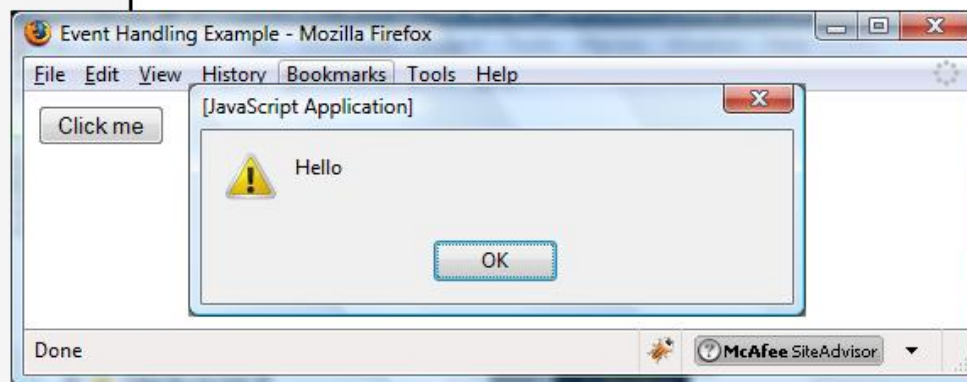 Event Handling Example - Mozilla Firefox
File Edit View History Bookmarks Tools Help
[JavaScript Application]
Click me
Hello
OK
Done
McAfee SiteAdvisor